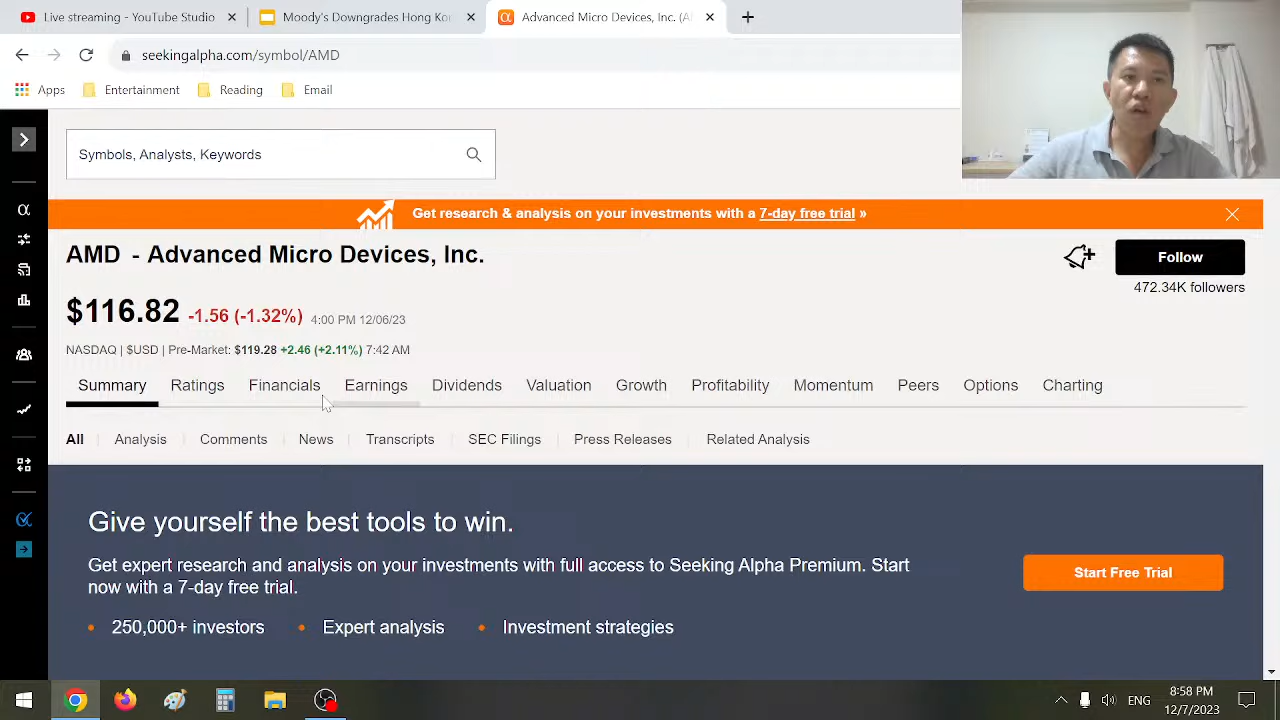 Live streaming - YouTube Studio
Moody's Downgrades Hong Kon
Advanced Micro Devices, Inc. (A
seekingalpha.com/symbol/AMD
Apps
Entertainment
Reading
Email
Symbols, Analysts, Keywords
Get research & analysis on your investments with a 7-day free trial »
AMD - Advanced Micro Devices, Inc.
Follow
472.34K followers
$116.82 -1.56 (-1.32%) 4:00 PM 12/06/23
NASDAQ | $USD | Pre-Market: $119.28 +2.46 (+2.11%) 7:42 AM
Summary Ratings Financials Earnings Dividends Valuation Growth Profitability Momentum Peers Options Charting
All Analysis Comments News Transcripts SEC Filings Press Releases Related Analysis
Give yourself the best tools to win.
Get expert research and analysis on your investments with full access to Seeking Alpha Premium. Start
now with a 7-day free trial.
Start Free Trial
250,000+ investors
Expert analysis
Investment strategies
ENG
8:58 PM
12/7/2023